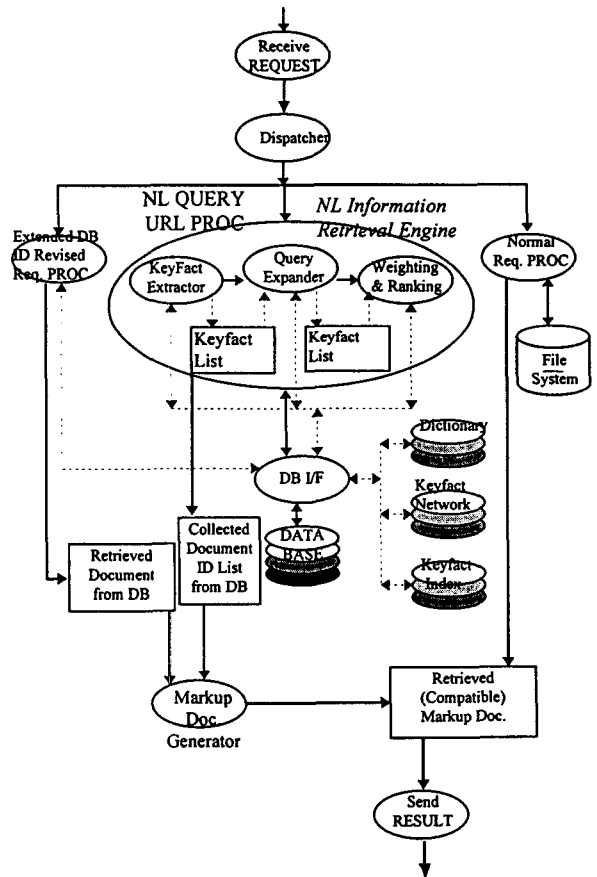 Receive
REQUEST
Dispatcher
NL QUERY
URL PROC
NL Information
Retrieval Engine
Extended DB
ID Revised
Req. PROC
KeyFact
Extractor
Query
Expander
Weighting
& Ranking
Normal
Req. PROC
Keyfact
List
Keyfact
List
File
System
DB I/F
Dictionary
Keyfact
Network
Keyfact
Index
DATA
BASE
Collected
Document
ID List
from DB
Retrieved
Document
from DB
Markup
Doc
Generator
Retrieved
(Compatible)
Markup Doc.
Send
RESULT